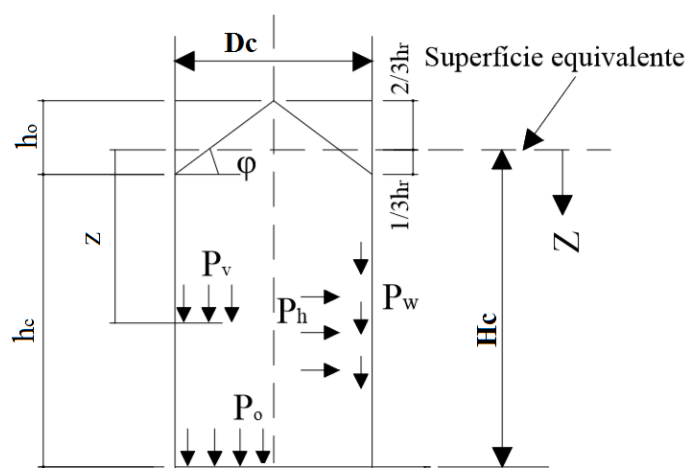 Dc
2/3hr
Superfície equivalente
ho
φ
1/3hr
z
Z
Pv
Ph
Pw
Hc
hc
Po